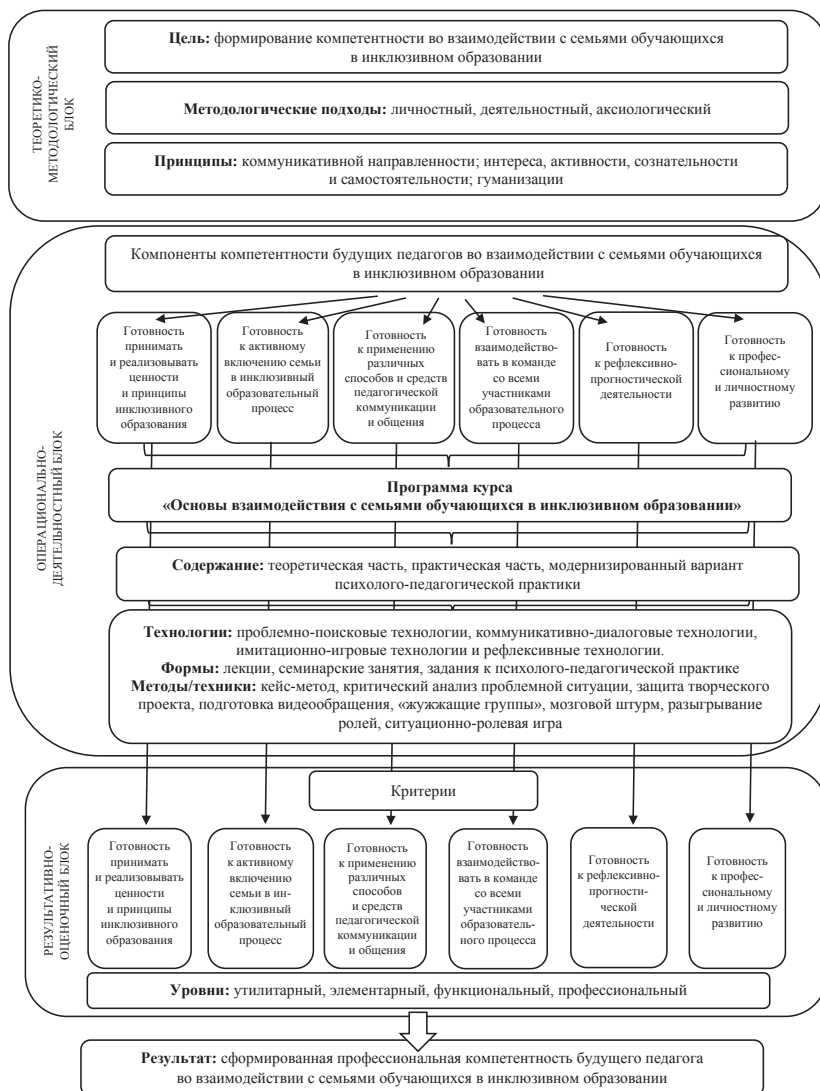 ТЕОРЕТИКО-
МЕТОДОЛОГИЧЕСКИЙ
БЛОК
Цель: формирование компетентности во взаимодействии с семьями обучающихся
в инклюзивном образовании
Методологические подходы: личностный, деятельностный, аксиологический
Принципы: коммуникативной направленности; интереса, активности, сознательности
и самостоятельности; гуманизации
ОПЕРАЦИОНАЛЬНО-
ДЕЯТЕЛЬНОСТНЫЙ БЛОК
Компоненты компетентности будущих педагогов во взаимодействии с семьями обучающихся
в инклюзивном образовании
Готовность
принимать
и реализовывать
ценности
и принципы
инклюзивного
образования
Готовность
к активному
включению семьи
в инклюзивный
образовательный
процесс
Готовность
к применению
различных
способов и средств
педагогической
коммуникации
и общения
Готовность
взаимодейство-
вать в команде
со всеми
участниками
образовательного
процесса
Готовность
к рефлексивно-
прогностической
деятельности
Готовность
к профес-
сиональному
и личностному
развитию
Программа курса
«Основы взаимодействия с семьями обучающихся в инклюзивном образовании»
Содержание: теоретическая часть, практическая часть, модернизированный вариант
психолого-педагогической практики
Технологии: проблемно-поисковые технологии, коммуникативно-диалоговые технологии,
имитационно-игровые технологии и рефлексивные технологии.
Формы: лекции, семинарские занятия, задания к психолого-педагогической практике
Методы/техники: кейс-метод, критический анализ проблемной ситуации, защита творческого
проекта, подготовка видеообращения, «жужжащие группы», мозговой штурм, разыгрывание
ролей, ситуационно-ролевая игра
РЕЗУЛЬТАТИВНО-
ОЦЕНОЧНЫЙ БЛОК
Критерии
Готовность
принимать
и реализовывать
ценности
и принципы
инклюзивного
образования
Готовность
к активному
включению
семьи в ин-
клюзивный
образовательный
процесс
Готовность
к применению
различных
способов
и средств
педагогической
коммуникации
и общения
Готовность
взаимодейство-
вать в команде
со всеми
участниками
образователь-
ного процесса
Готовность
к рефлексивно-
прогности-
ческой
деятельности
Готовность
к профес-
сиональному
и личностному
развитию
Уровни: утилитарный, элементарный, функциональный, профессиональный
Результат: сформированная профессиональная компетентность будущего педагога
во взаимодействии с семьями обучающихся в инклюзивном образовании